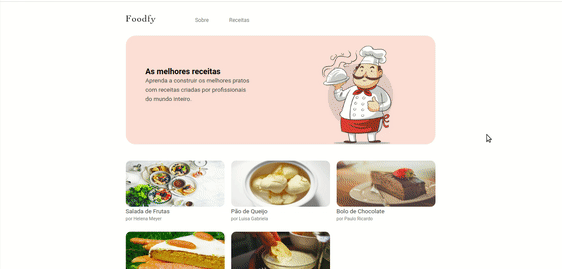 Foodfy
Sobre
Receitas
As melhores receitas
Aprenda a construir os melhores pratos
com receitas criadas por profissionais
do mundo inteiro.
Salada de Frutas
por Helena Meyer
Pão de Queijo
por Luisa Gabriela
Bolo de Chocolate
por Paulo Ricardo